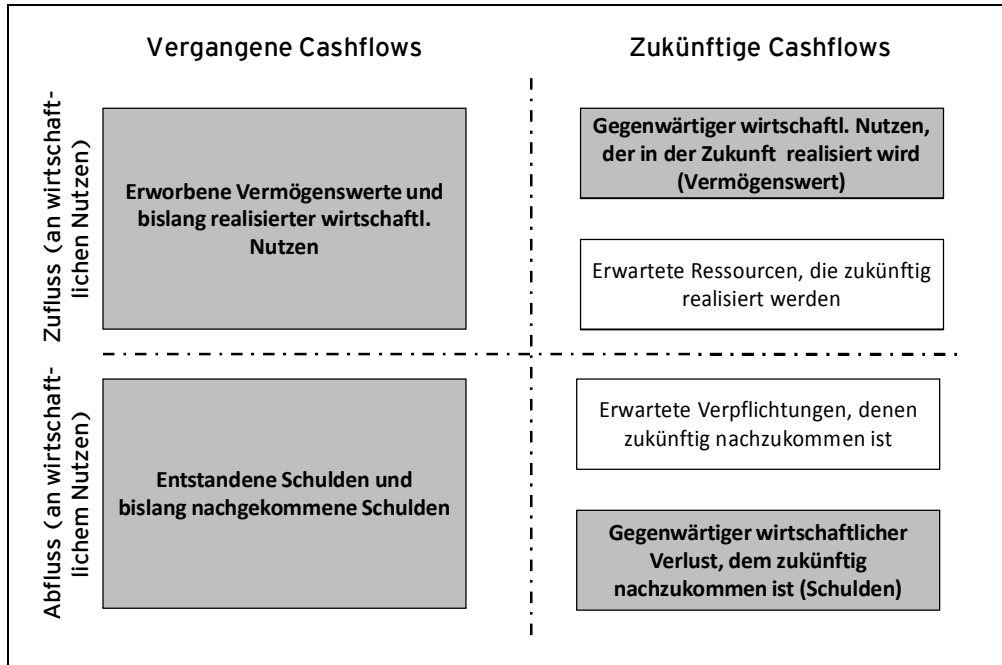 Vergangene Cashflows
Zukünftige Cashflows
Zufluss (an wirtschaft-
lichen Nutzen)
Erworbene Vermögenswerte und
bislang realisierter wirtschaftl.
Nutzen
Gegenwärtiger wirtschaftl. Nutzen,
der in der Zukunft realisiert wird
(Vermögenswert)
Erwartete Ressourcen, die zukünftig
realisiert werden
Abfluss (an wirtschaft-
lichem Nutzen)
Entstandene Schulden und
bislang nachgekommene Schulden
Erwartete Verpflichtungen, denen
zukünftig nachzukommen ist
Gegenwärtiger wirtschaftlicher
Verlust, dem zukünftig
nachzukommen ist (Schulden)